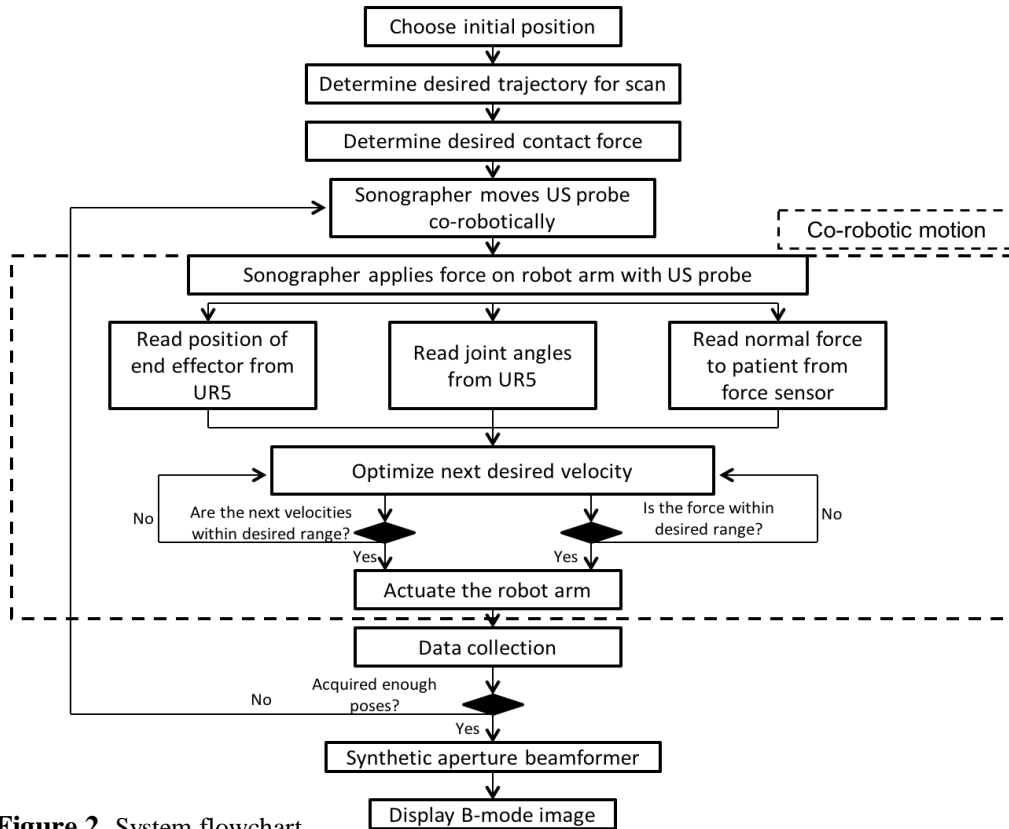 Choose initial position
Determine desired trajectory for scan
Determine desired contact force
Sonographer moves US probe
co-robotically
Co-robotic motion
Sonographer applies force on robot arm with US probe
Read position of
end effector from
UR5
Read joint angles
from UR5
Read normal force
to patient from
force sensor
Optimize next desired velocity
No
Are the next velocities
within desired range?
Is the force within
desired range?
No
Yes
Yes
Actuate the robot arm
Data collection
No
Acquired enough
poses?
Yes
Synthetic aperture beamformer
Display B-mode image
Figure 2. System flowchart